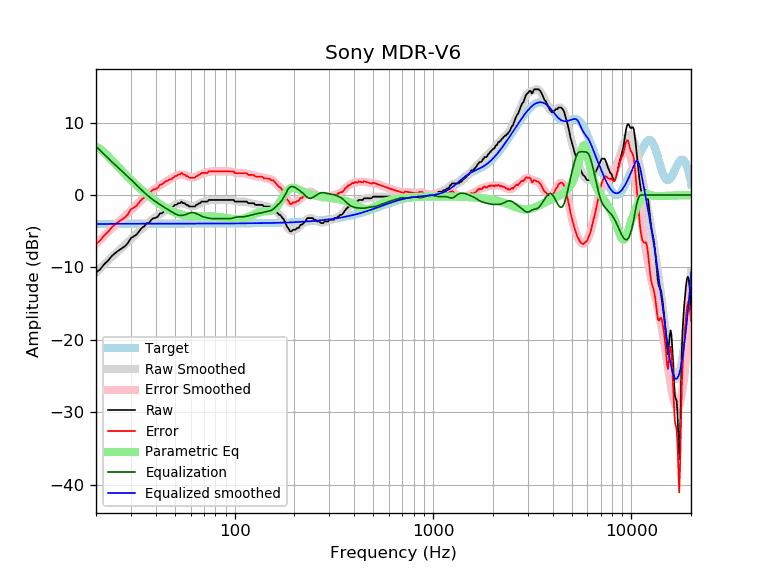 Sony MDR-V6
10
0
−10
−20
−30
−40
Amplitude (dBr)
Target
Raw Smoothed
Error Smoothed
Raw
Error
Parametric Eq
Equalization
Equalized smoothed
100
1000
10000
Frequency (Hz)